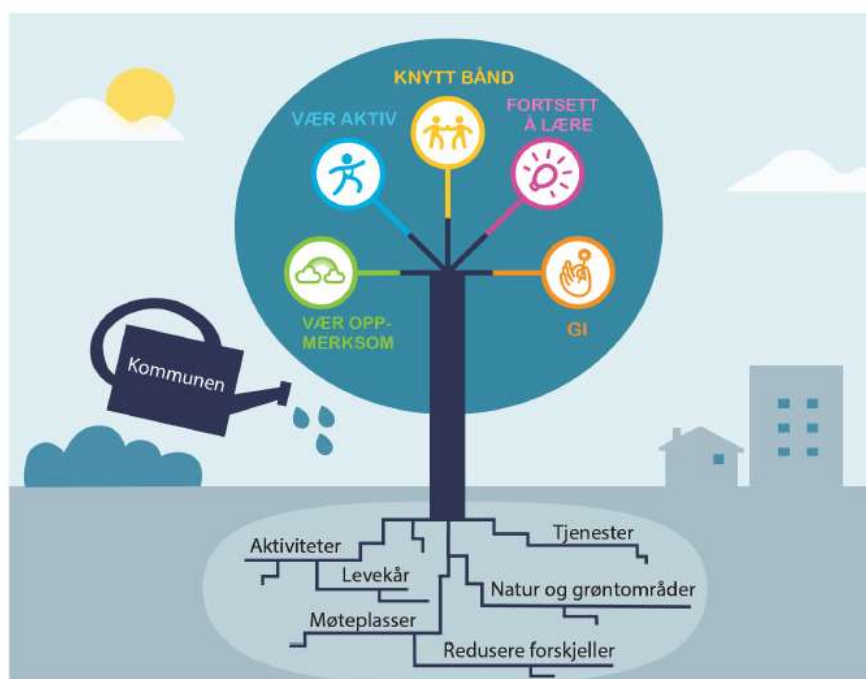 KNYTT BÅND
VÆR AKTIV
FORTSETT
Å LÆRE
VÆR OPP-
MERKSOM
GI
Kommunen
Aktiviteter
Tjenester
Levekår
Natur og grøntområder
Møteplasser
Redusere forskjeller